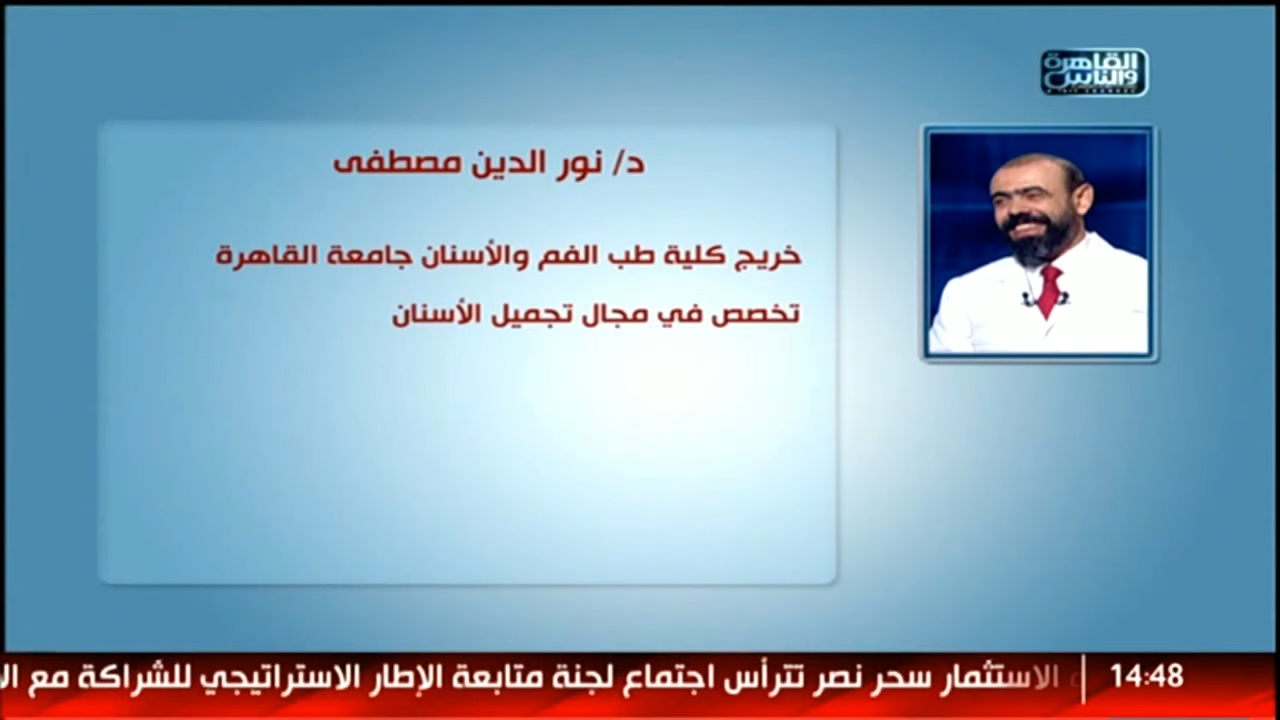 القاهرة
والناس
د/ نور الدين مصطفى
خريج كلية طب الفم والأسنان جامعة القاهرة
تخصص في مجال تجميل الأسنان
14:48
الاستثمار سحر نصر تترأس اجتماع لجنة متابعة الإطار الاستراتيجي للشراكة مع